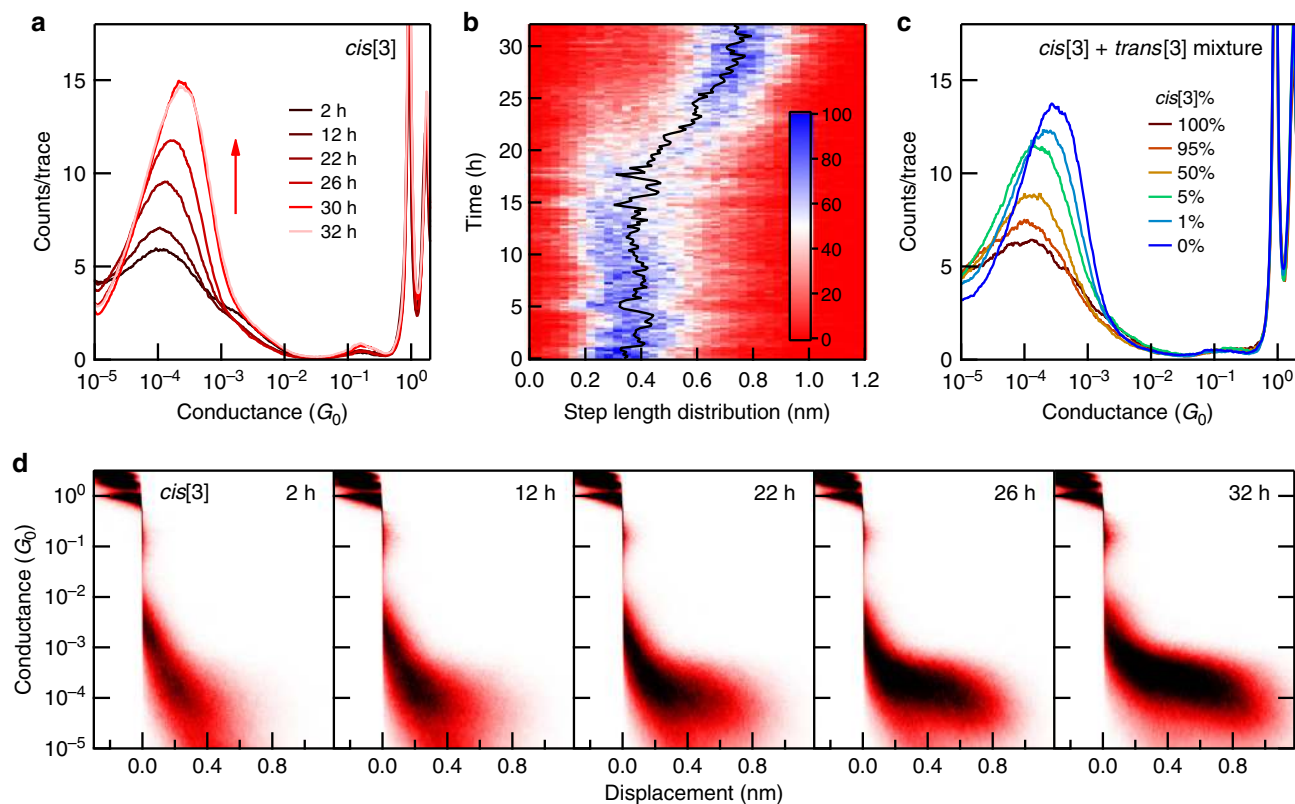 a
cis[3]
15
10
5
0
Counts/trace
2 h
12 h
22 h
26 h
30 h
32 h
10⁻⁵ 10⁻⁴ 10⁻³ 10⁻² 10⁻¹ 10⁰
Conductance (G₀)
b
30
25
20
15
10
5
0
Time (h)
100
80
60
40
20
0
0.0 0.2 0.4 0.6 0.8 1.0 1.2
Step length distribution (nm)
c
cis[3] + trans[3] mixture
15
10
5
0
Counts/trace
cis[3]%
100%
95%
50%
5%
1%
0%
10⁻⁵ 10⁻⁴ 10⁻³ 10⁻² 10⁻¹ 10⁰
Conductance (G₀)
d
cis[3] 2 h
12 h
22 h
26 h
32 h
10⁰
10⁻¹
10⁻²
10⁻³
10⁻⁴
10⁻⁵
Conductance (G₀)
0.0 0.4 0.8 0.0 0.4 0.8 0.0 0.4 0.8 0.0 0.4 0.8 0.0 0.4 0.8
Displacement (nm)